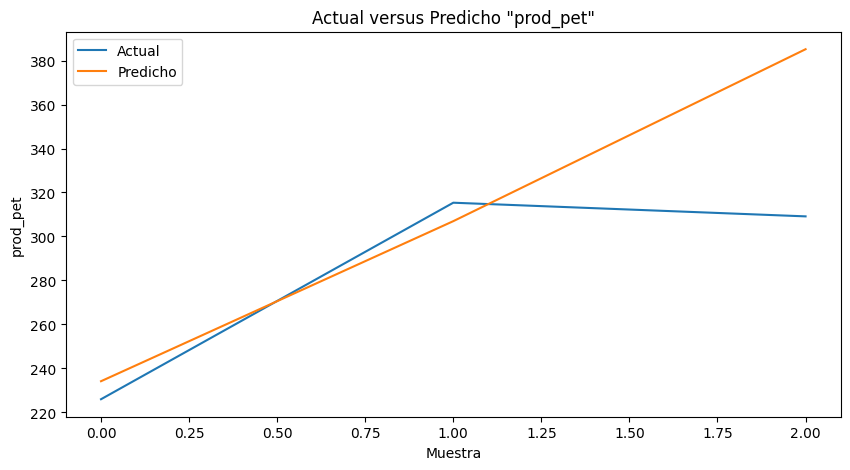 Actual versus Predicho "prod_pet"
Actual
Predicho
prod_pet
380
360
340
320
300
280
260
240
220
0.00 0.25 0.50 0.75 1.00 1.25 1.50 1.75 2.00
Muestra